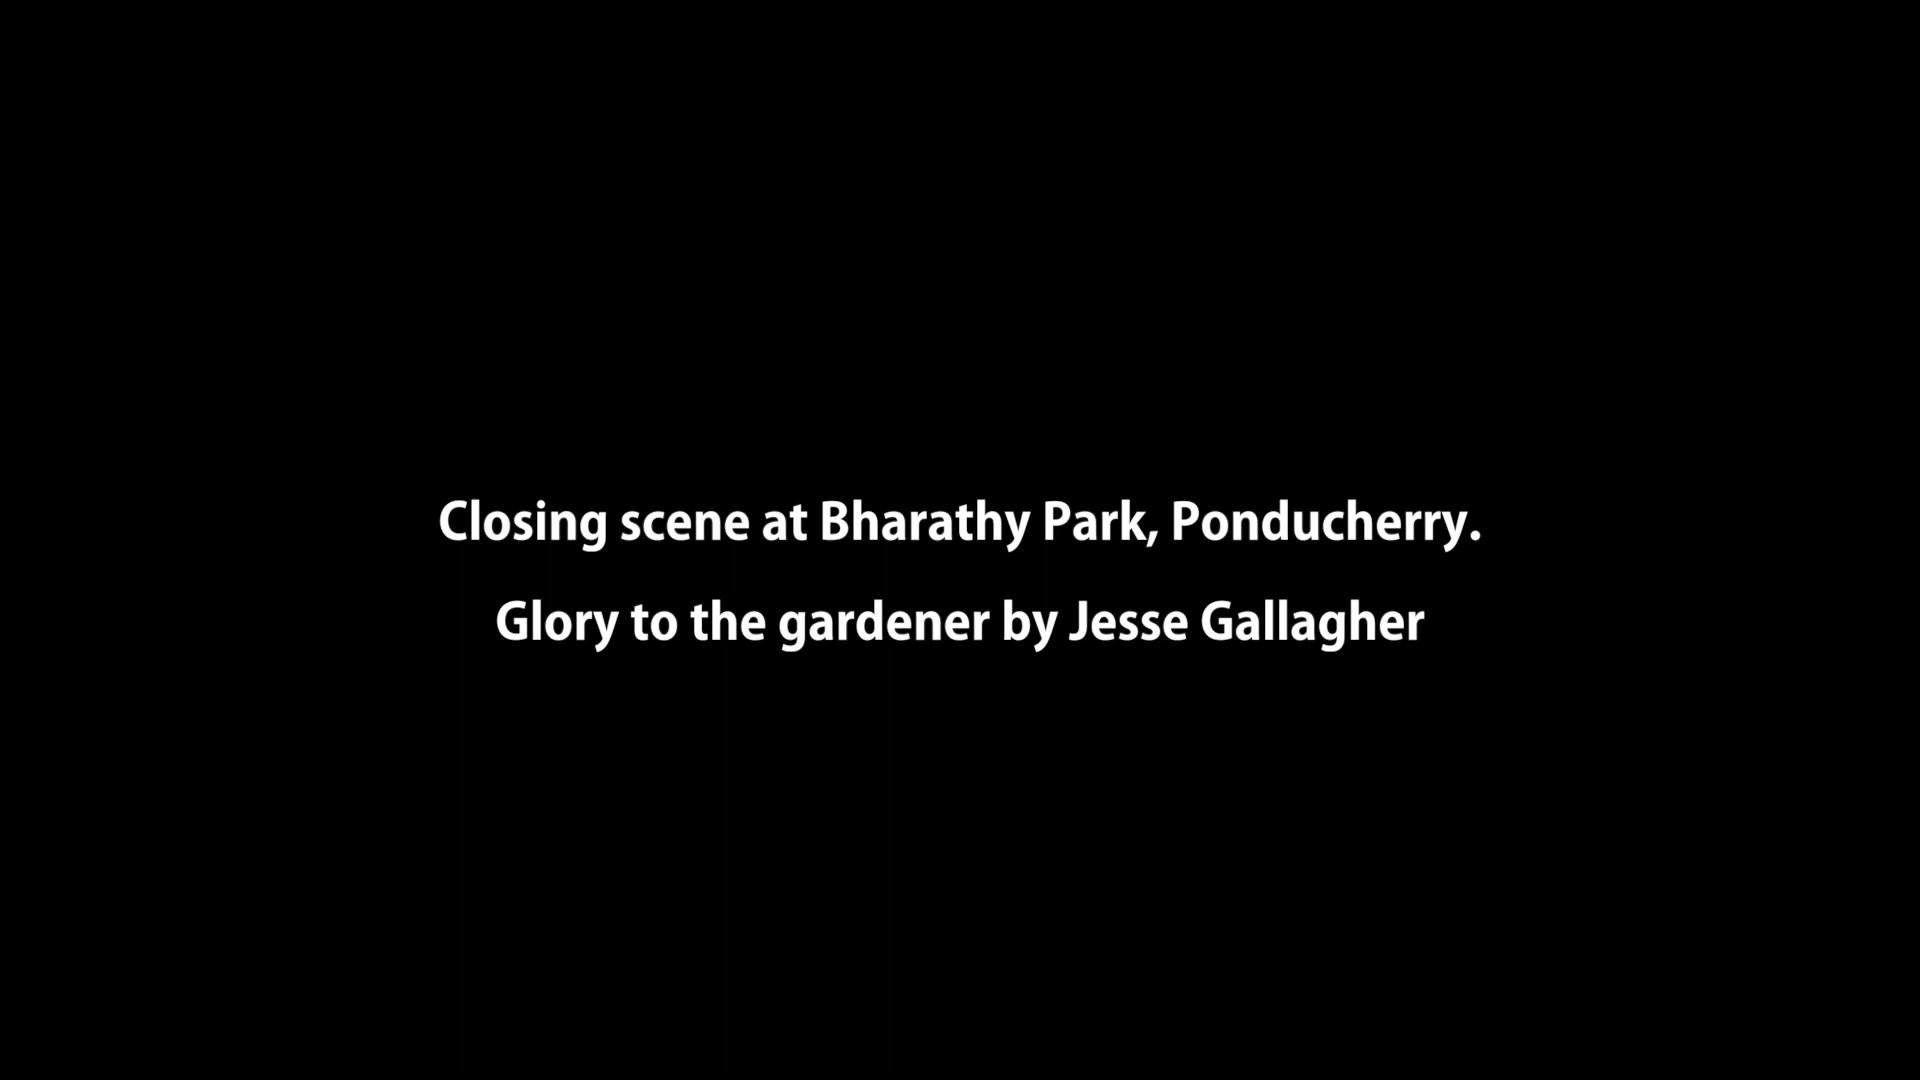 Closing scene at Bharathy Park, Ponducherry.
Glory to the gardener by Jesse Gallagher